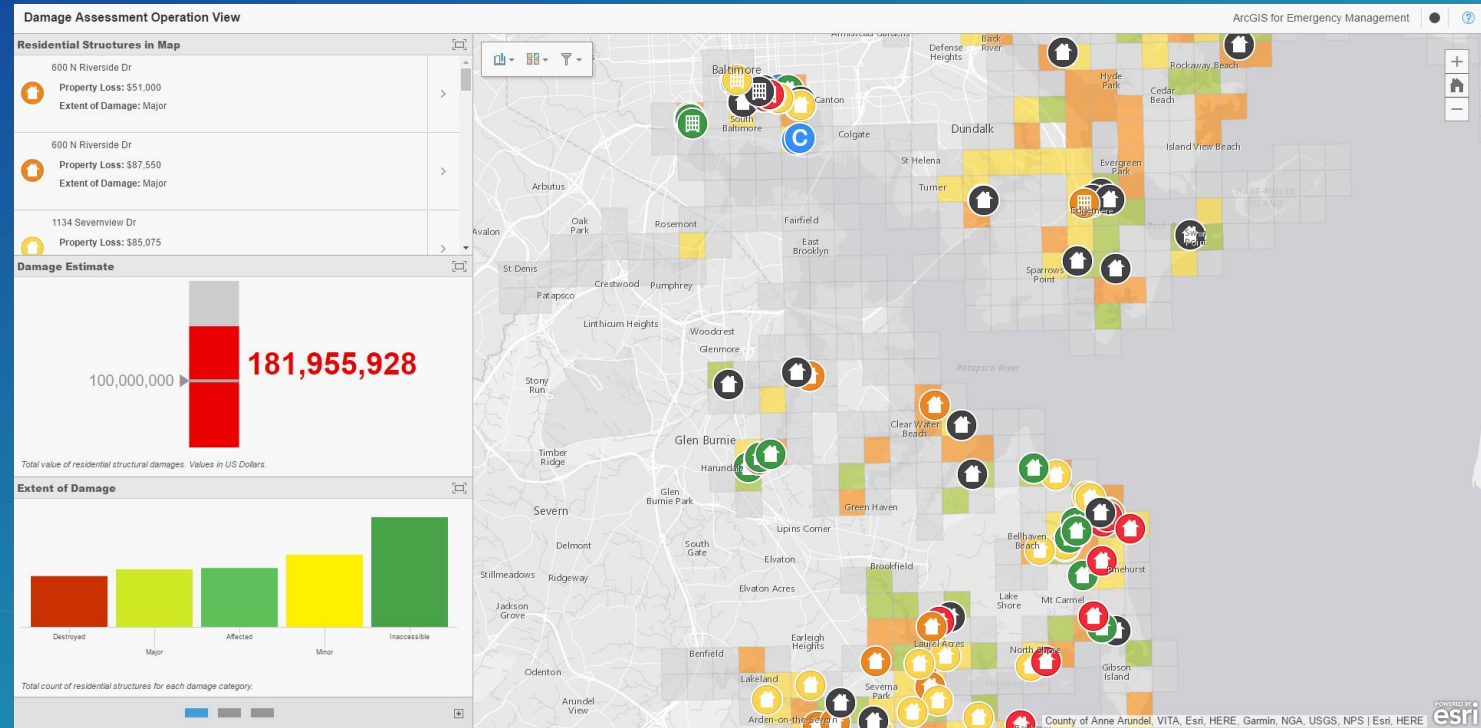 Damage Assessment Operation View
ArcGIS for Emergency Management
?
Residential Structures in Map
600 N Riverside Dr
Property Loss: $51,000
Extent of Damage: Major
600 N Riverside Dr
Property Loss: $87,550
Extent of Damage: Major
1134 Severnview Dr
Property Loss: $85,075
Damage Estimate
181,955,928
100,000,000
Total value of residential structural damages. Values in US Dollars.
Extent of Damage
Destroyed
Major
Affected
Minor
Inaccessible
Total count of residential structures for each damage category.
Defense
Heights
Back
River
Rockaway Beach
Baltimore
Hyde
Park
Cedar
Beach
Canton
South
Baltimore
C
Colgate
Dundalk
Island View Beach
St Helena
Evergreen
Park
Arbutus
Turner
Edgemere
Avalon
Oak
Park
Rosemont
Fairfield
East
Brooklyn
St Denis
Sparrows
Point
Crestwood
Pumphrey
Patapsco
Linthicum Heights
Woodcrest
Glenmore
Patapsco River
Stony
Run
Clear Water
Beach
Glen Burnie
Timber
Ridge
Harundale
Glen
Burnie Park
Severn
Green Haven
Lipins Corner
Delmont
South
Gate
Bellhaven
Beach
Elvaton
Brookfield
Pinehurst
Stillmeadows
Ridgeway
Elvaton Acres
Lake
Shore
Mt Carmel
Jackson
Grove
Earleigh
Heights
Laurel Acres
Benfield
North Shore
Gibson
Island
Odenton
Lakeland
Severna
Park
Arundel
View
Arden-on-the-Severn
County of Anne Arundel, VITA, Esri, HERE, Garmin, NGA, USGS, NPS | Esri, HERE
POWERED BY
esri